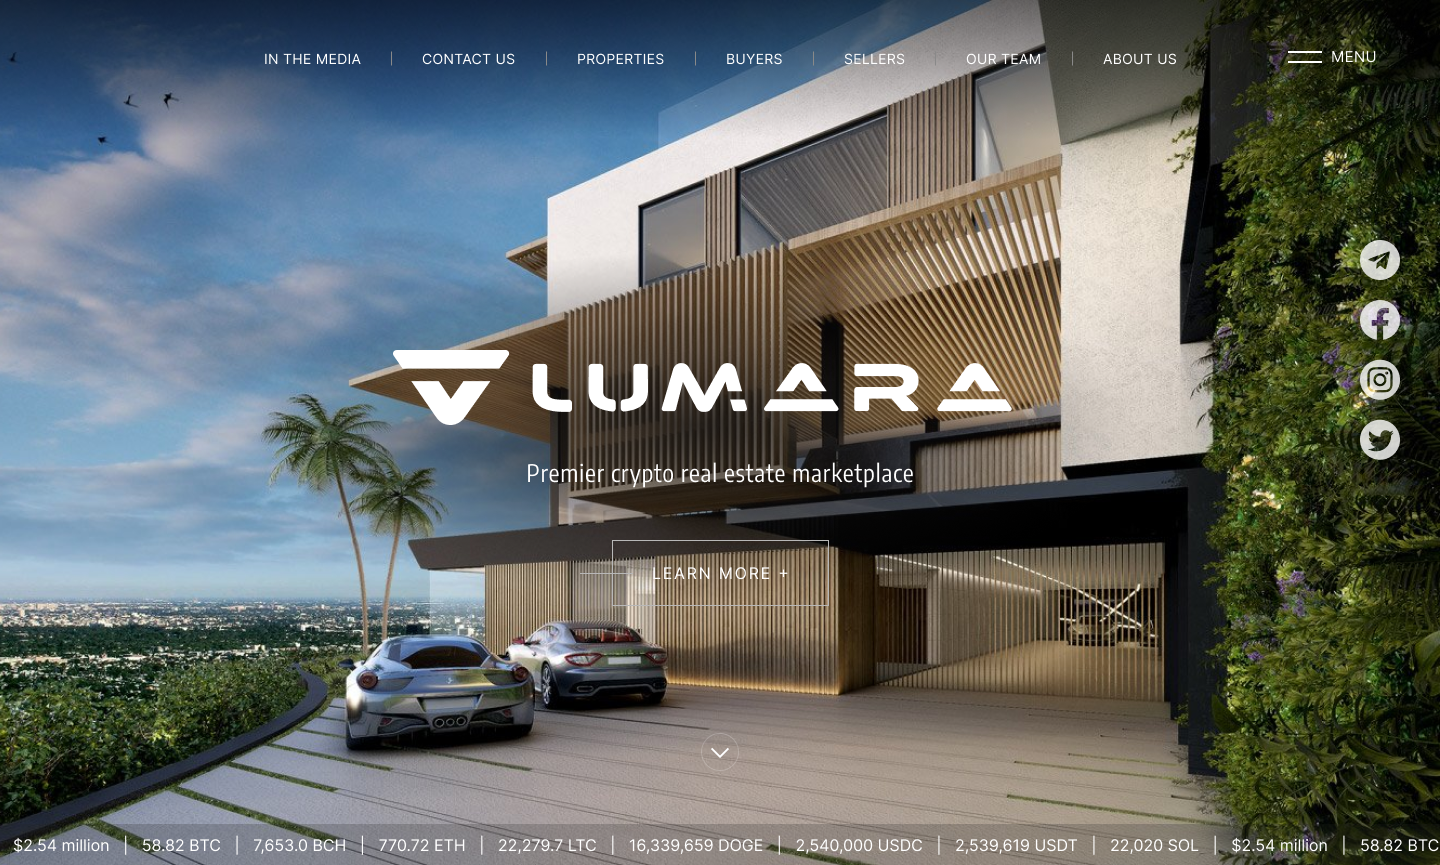 IN THE MEDIA | CONTACT US | PROPERTIES | BUYERS | SELLERS | OUR TEAM | ABOUT US MENU
LUMARA
Premier crypto real estate marketplace
LEARN MORE +
$2.54 million | 58.82 BTC | 7,653.0 BCH | 770.72 ETH | 22,279.7 LTC | 16,339,659 DOGE | 2,540,000 USDC | 2,539,619 USDT | 22,020 SOL | $2.54 million | 58.82 BTC